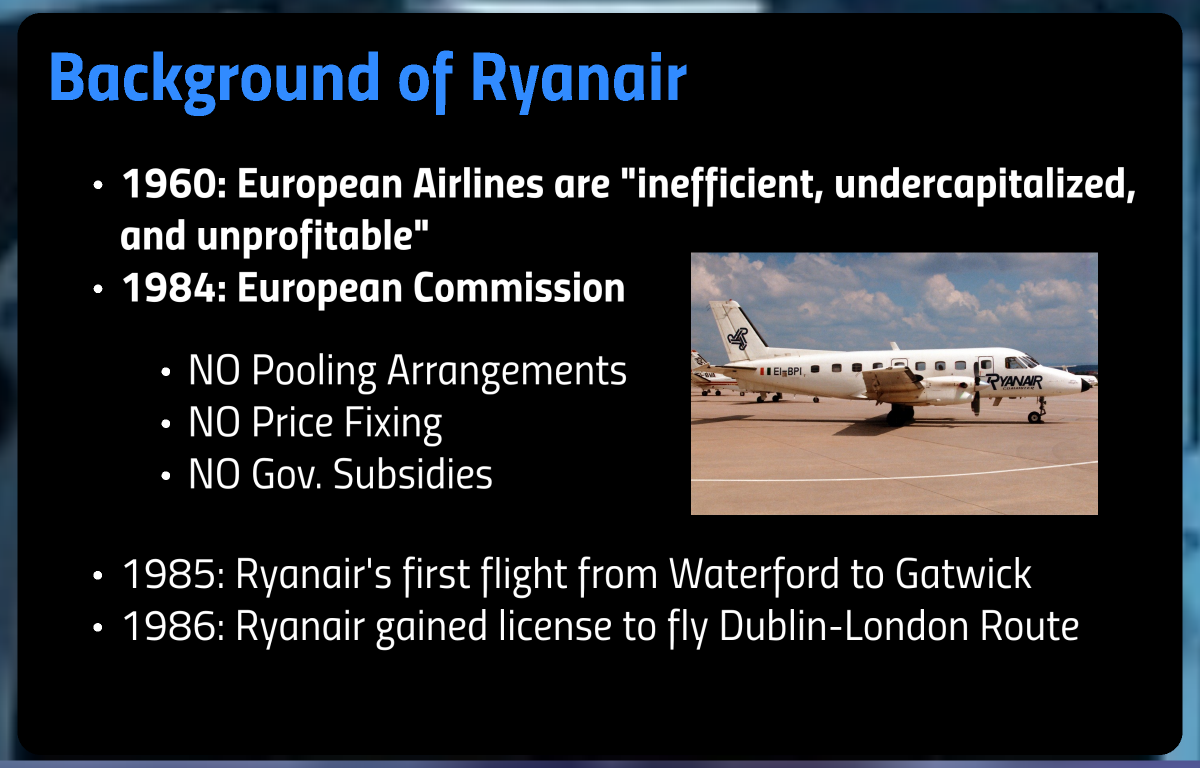 Background of Ryanair
• 1960: European Airlines are "inefficient, undercapitalized,
and unprofitable"
• 1984: European Commission
• NO Pooling Arrangements
• NO Price Fixing
• NO Gov. Subsidies
EI-BPI
RYANAIR
• 1985: Ryanair's first flight from Waterford to Gatwick
• 1986: Ryanair gained license to fly Dublin-London Route